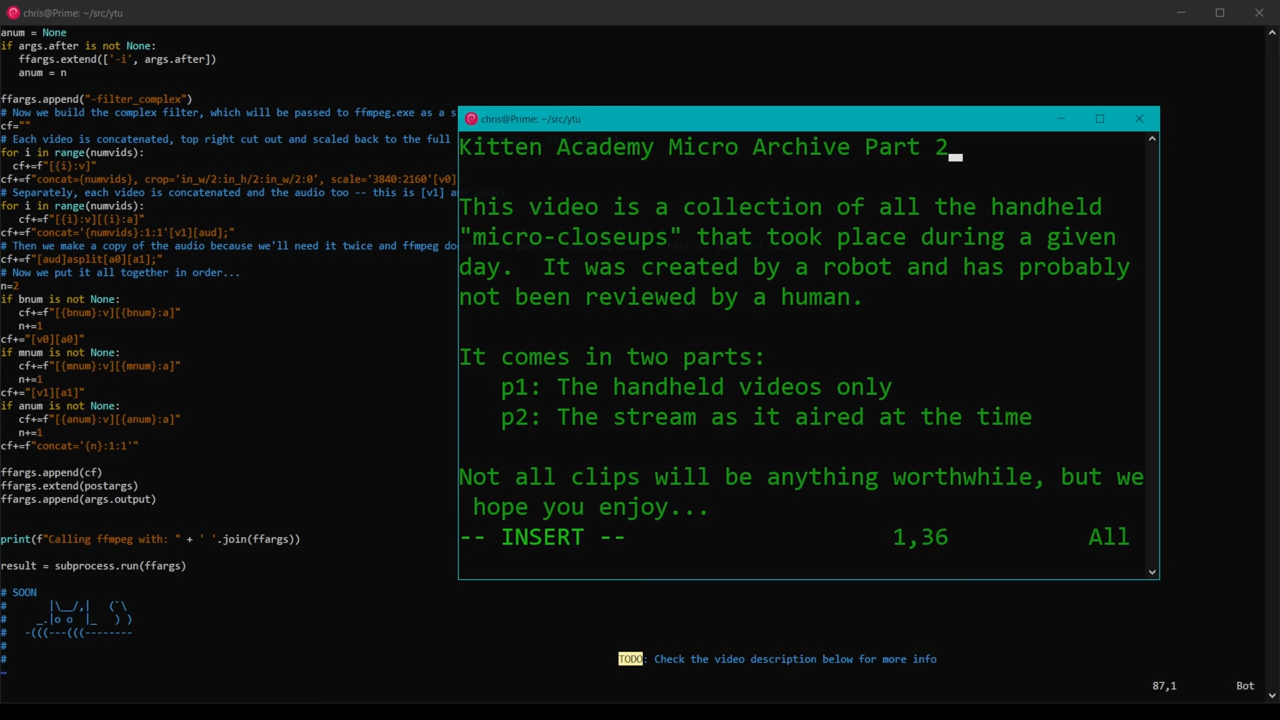 chris@Prime: ~/src/ytu
anum = None
if args.after is not None:
   ffargs.extend(['-i', args.after])
   anum = n
ffargs.append("-filter_complex")
# Now we build the complex filter, which will be passed to ffmpeg.exe as a s
cf=""
# Each video is concatenated, top right cut out and scaled back to the full
for i in range(numvids):
  cf+=f"[{i}:v]
cf+=f"concat={numvids}, crop='in_w/2:in_h/2:in_w/2:0', scale='3840:2160'[v0]
# Separately, each video is concatenated and the audio too -- this is [v1] a
for i in range(numvids):
   cf+=f"[{i}:v][{i}:a]"
cf+=f"concat='{numvids}:1:1'[v1][aud];"
# Then we make a copy of the audio because we'll need it twice and ffmpeg do
cf+=f"[aud]asplit[a0][a1];"
# Now we put it all together in order...
n=2
if bnum is not None:
   cf+=f"[{bnum}:v][{bnum}:a]"
   n+=1
cf+="[v0][a0]"
if mnum is not None:
   cf+=f"[{mnum}:v][{mnum}:a]"
   n+=1
cf+="[v1][a1]"
if anum is not None:
   cf+=f"[{anum}:v][{anum}:a]"
   n+=1
cf+=f"concat='{n}:1:1'"
ffargs.append(cf)
ffargs.extend(postargs)
ffargs.append(args.output)
print(f"Calling ffmpeg with: " + ' '.join(ffargs))
result = subprocess.run(ffargs)
# SOON
#      |\__/,|   (`\
#    _.|o o  |_   ) )
#  -(((---(((--------
#
#
~
chris@Prime: ~/src/ytu
Kitten Academy Micro Archive Part 2
This video is a collection of all the handheld
"micro-closeups" that took place during a given
day.  It was created by a robot and has probably
not been reviewed by a human.
It comes in two parts:
   p1: The handheld videos only
   p2: The stream as it aired at the time
Not all clips will be anything worthwhile, but we
 hope you enjoy...
-- INSERT -- 1,36 All
TODO: Check the video description below for more info
87,1 Bot